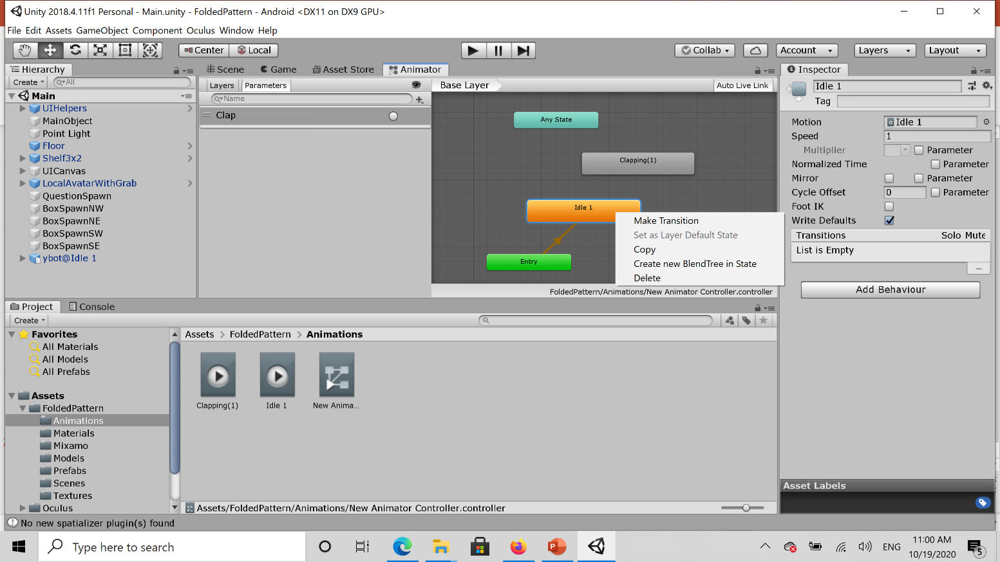 Unity 2018.4.11f1 Personal - Main.unity - FoldedPattern - Android <DX11 on DX9 GPU>
File Edit Assets GameObject Component Oculus Window Help
Center Local Collab Account Layers Layout
Hierarchy
Create All
Main
UIHelpers
MainObject
Point Light
Floor
Shelf3x2
UICanvas
LocalAvatarWithGrab
QuestionSpawn
BoxSpawnNW
BoxSpawnNE
BoxSpawnSW
BoxSpawnSE
ybot@Idle 1
Scene Game Asset Store Animator
Layers Parameters
Name
Clap
Base Layer
Auto Live Link
Any State
Clapping(1)
Idle 1
Entry
Make Transition
Set as Layer Default State
Copy
Create new BlendTree in State
Delete
FoldedPattern/Animations/New Animator Controller.controller
Inspector
Idle 1
Tag
Motion Idle 1
Speed 1
Multiplier Parameter
Normalized Time Parameter
Mirror Parameter
Cycle Offset 0 Parameter
Foot IK
Write Defaults
Transitions Solo Mute
List is Empty
Add Behaviour
Asset Labels
Project Console
Create
Favorites
All Materials
All Models
All Prefabs
Assets
FoldedPattern
Animations
Materials
Mixamo
Models
Prefabs
Scenes
Textures
Oculus
Assets > FoldedPattern > Animations
Clapping(1) Idle 1 New Anima...
Assets/FoldedPattern/Animations/New Animator Controller.controller
No new spatializer plugin(s) found
Type here to search
ENG
11:00 AM
10/19/2020
5